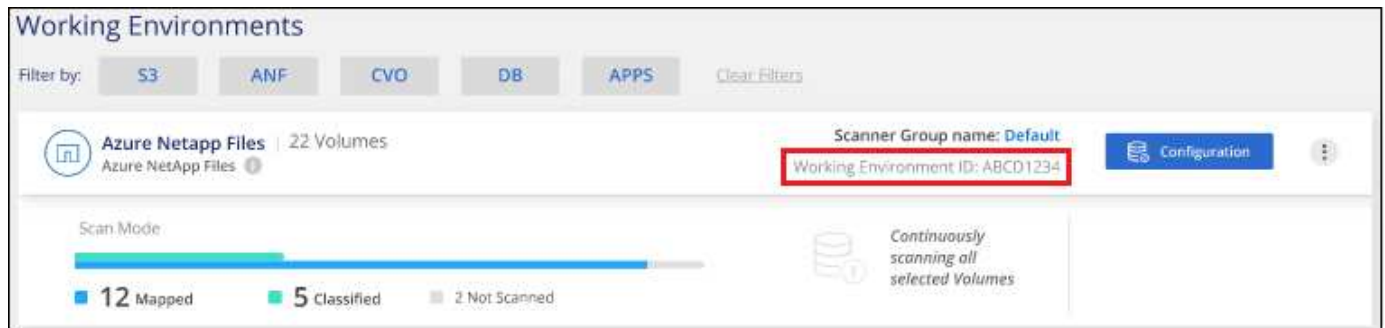 Working Environments
Filter by: S3 ANF CVO DB APPS Clear Filters
Azure Netapp Files | 22 Volumes
Azure NetApp Files
Scanner Group name: Default
Working Environment ID: ABCD1234
Configuration
Scan Mode
12 Mapped 5 Classified 2 Not Scanned
Continuously
scanning all
selected Volumes